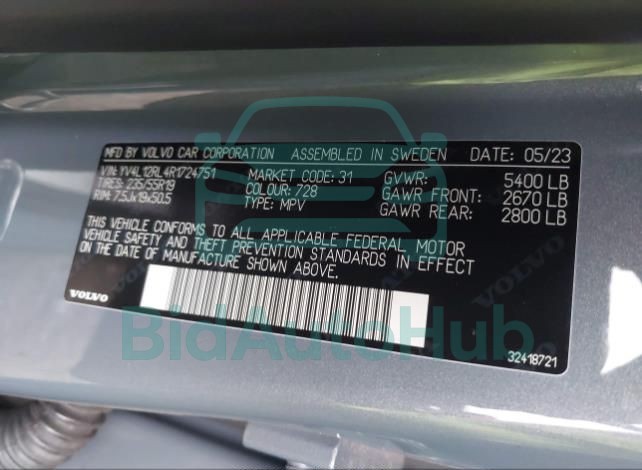 MFD BY VOLVO CAR CORPORATION ASSEMBLED IN SWEDEN DATE: 05/23
VIN: YV4L12RL4R1724751 MARKET CODE: 31 GVWR: 5400 LB
TIRES: 235/55R19 COLOUR: 728 GAWR FRONT: 2670 LB
RIM: 7.5Jx19x50.5 TYPE: MPV GAWR REAR: 2800 LB
THIS VEHICLE CONFORMS TO ALL APPLICABLE FEDERAL MOTOR
VEHICLE SAFETY AND THEFT PREVENTION STANDARDS IN EFFECT
ON THE DATE OF MANUFACTURE SHOWN ABOVE.
VOLVO
BidAutoHub
32418721